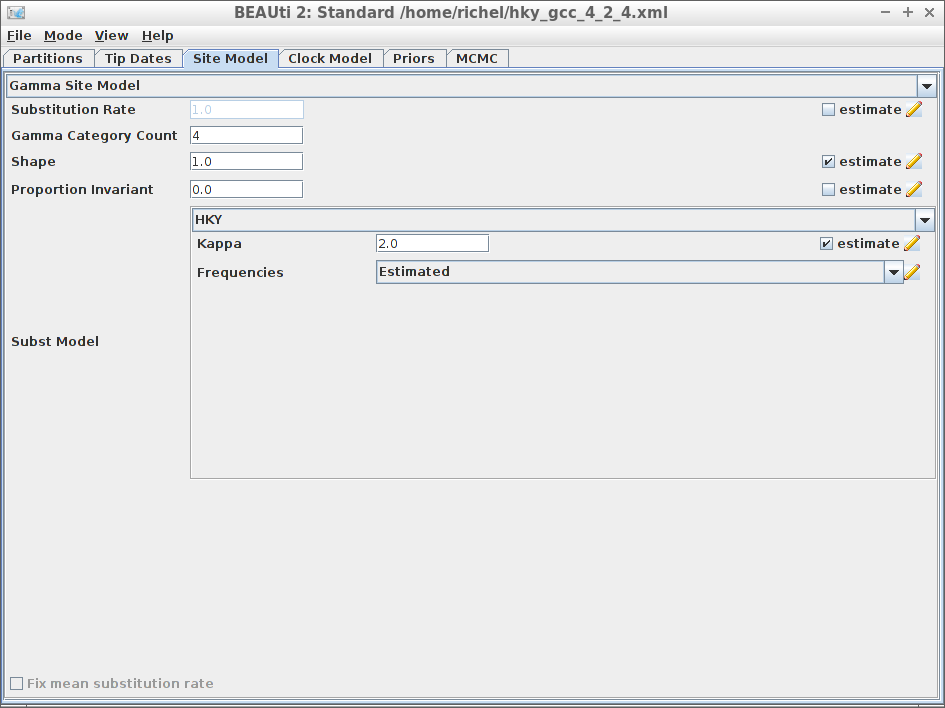 BEAUti 2: Standard /home/richel/hky_gcc_4_2_4.xml
File Mode View Help
Partitions Tip Dates Site Model Clock Model Priors MCMC
Gamma Site Model
Substitution Rate 1.0 estimate
Gamma Category Count 4
Shape 1.0 estimate
Proportion Invariant 0.0 estimate
HKY
Kappa 2.0 estimate
Frequencies Estimated
Subst Model
Fix mean substitution rate